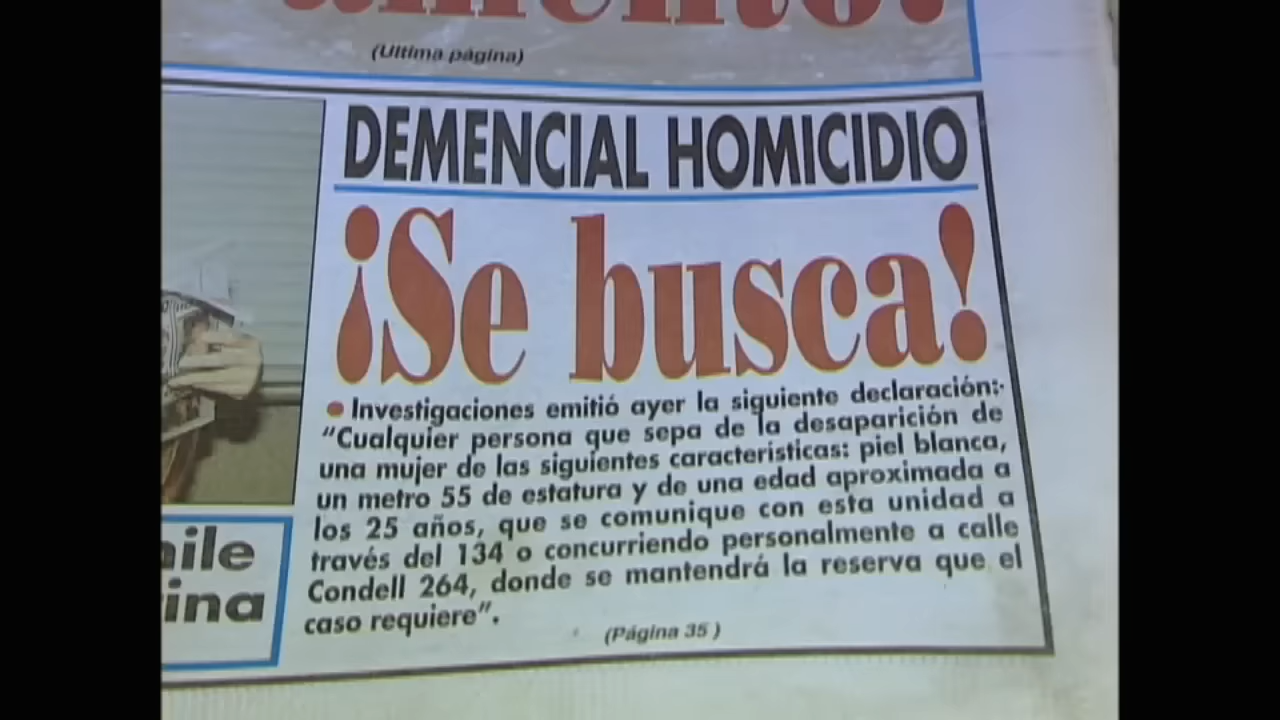 (Ultima página)
DEMENCIAL HOMICIDIO
¡Se busca!
• Investigaciones emitió ayer la siguiente declaración:
“Cualquier persona que sepa de la desaparición de
una mujer de las siguientes características: piel blanca,
un metro 55 de estatura y de una edad aproximada a
los 25 años, que se comunique con esta unidad a
través del 134 o concurriendo personalmente a calle
Condell 264, donde se mantendrá la reserva que el
caso requiere”.
(Página 35)